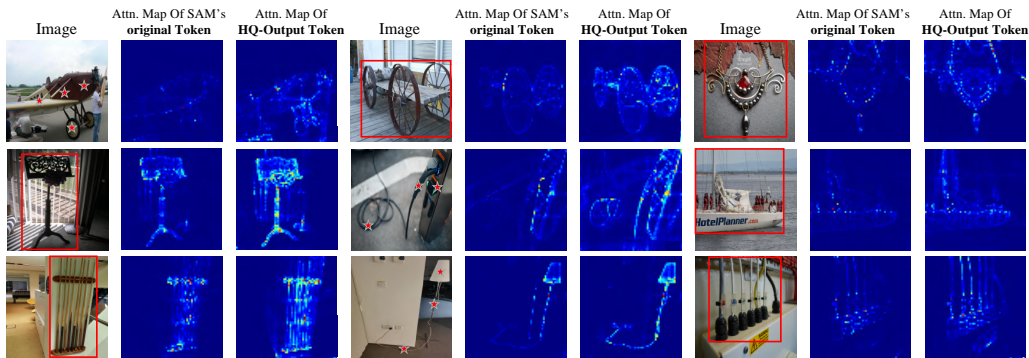 Image
Attn. Map Of SAM's
original Token
Attn. Map Of
HQ-Output Token
Image
Attn. Map Of SAM's
original Token
Attn. Map Of
HQ-Output Token
Image
Attn. Map Of SAM's
original Token
Attn. Map Of
HQ-Output Token
HotelPlanner.com